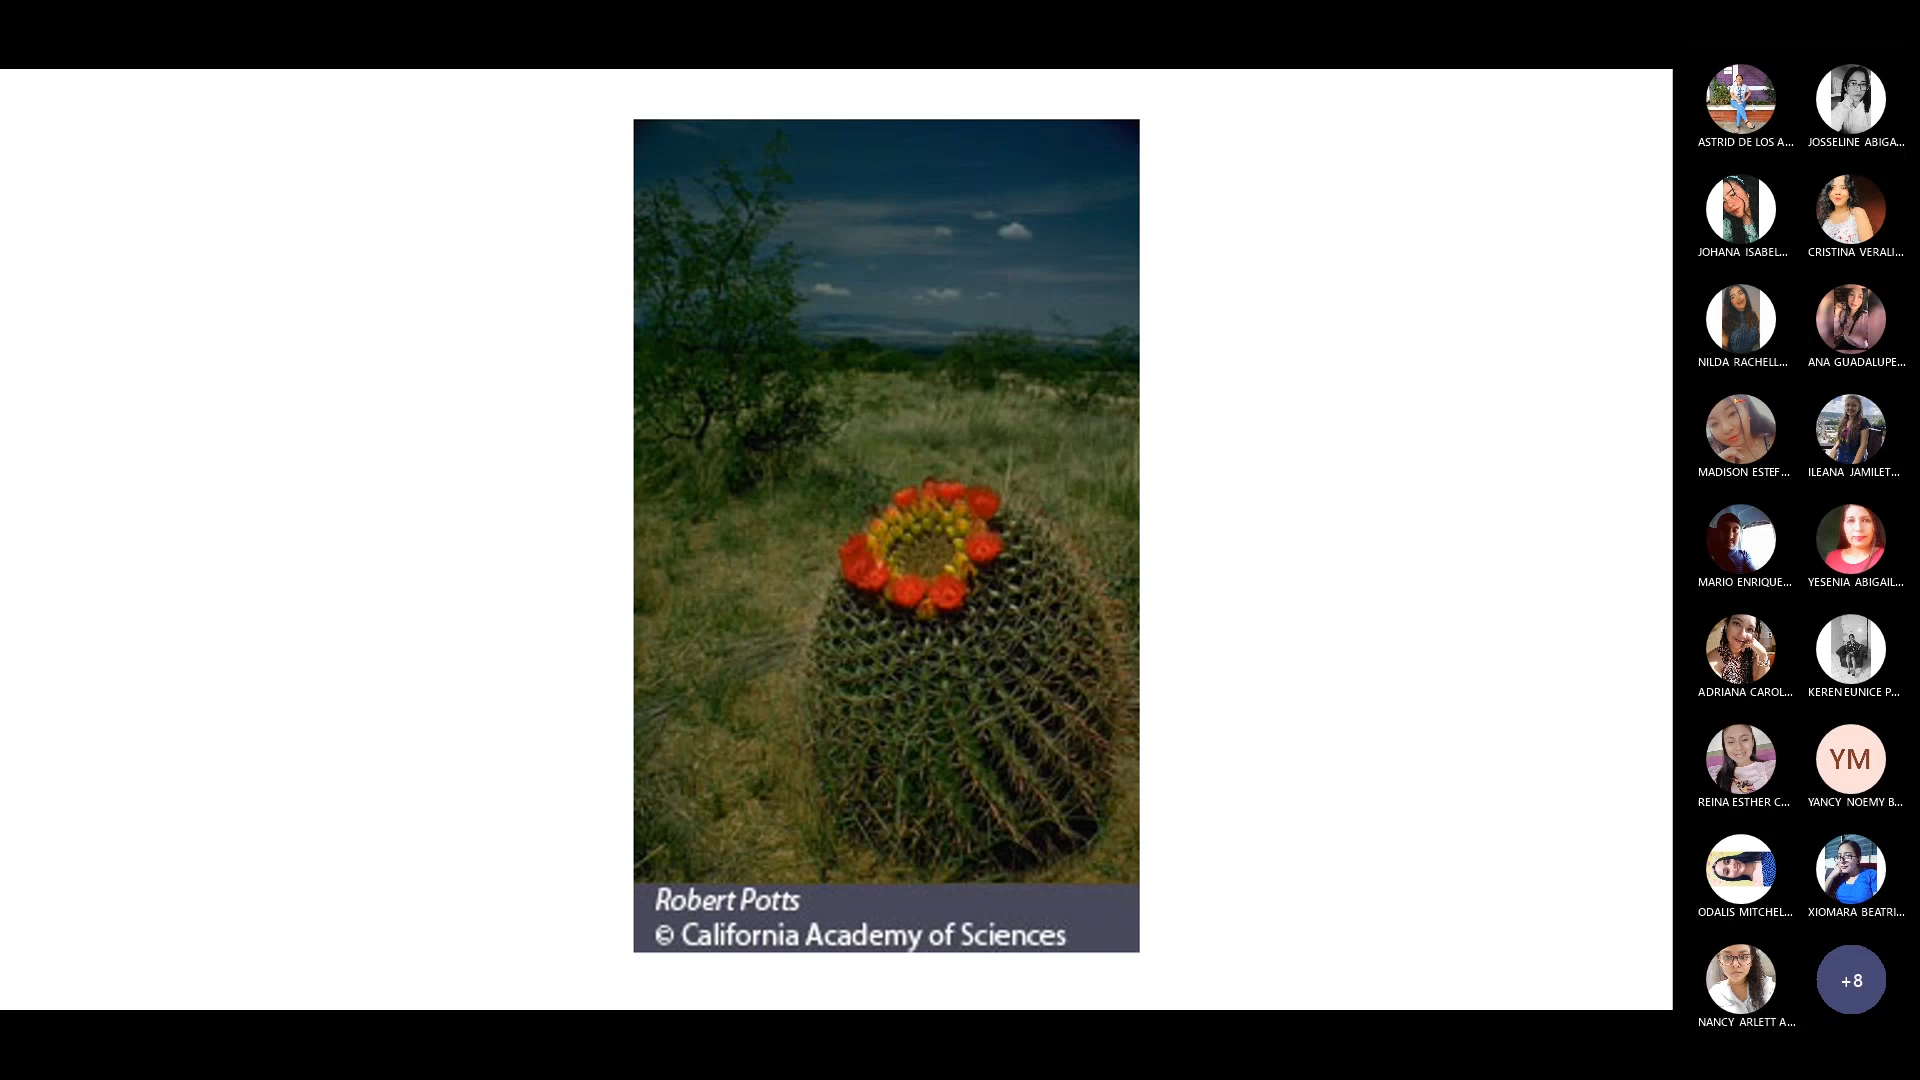 Robert Potts
© California Academy of Sciences
ASTRID DE LOS A...
JOSSELINE ABIGA...
JOHANA ISABEL...
CRISTINA VERALI...
NILDA RACHELL...
ANA GUADALUPE...
MADISON ESTEF...
ILEANA JAMILET...
MARIO ENRIQUE...
YESENIA ABIGAIL...
ADRIANA CAROL...
KEREN EUNICE P...
REINA ESTHER C...
YM
YANCY NOEMY B...
ODALIS MITCHEL...
XIOMARA BEATRI...
NANCY ARLETT A...
+8